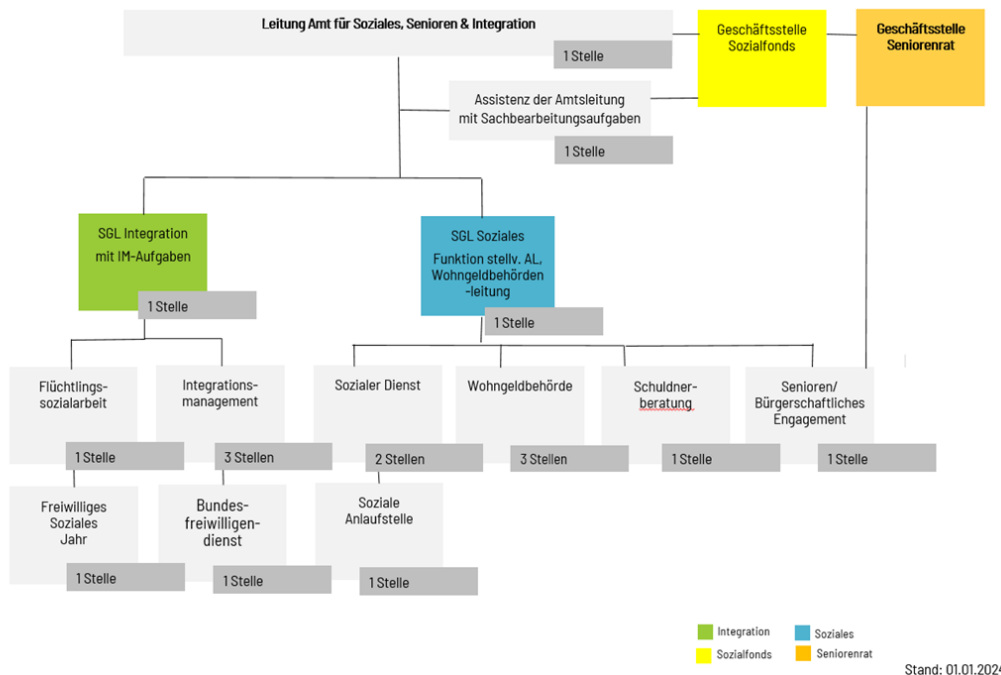 Leitung Amt für Soziales, Senioren & Integration
1 Stelle
Geschäftsstelle
Sozialfonds
Geschäftsstelle
Seniorenrat
Assistenz der Amtsleitung
mit Sachbearbeitungsaufgaben
1 Stelle
SGL Integration
mit IM-Aufgaben
1 Stelle
SGL Soziales
Funktion stellv. AL,
Wohngeldbehörden
-leitung
1 Stelle
Flüchtlings-
sozialarbeit
1 Stelle
Integrations-
management
3 Stellen
Sozialer Dienst
2 Stellen
Wohngeldbehörde
3 Stellen
Schuldner-
beratung
1 Stelle
Senioren/
Bürgerschaftliches
Engagement
1 Stelle
Freiwilliges
Soziales
Jahr
1 Stelle
Bundes-
freiwilligen-
dienst
1 Stelle
Soziale
Anlaufstelle
1 Stelle
Integration
Soziales
Sozialfonds
Seniorenrat
Stand: 01.01.2024